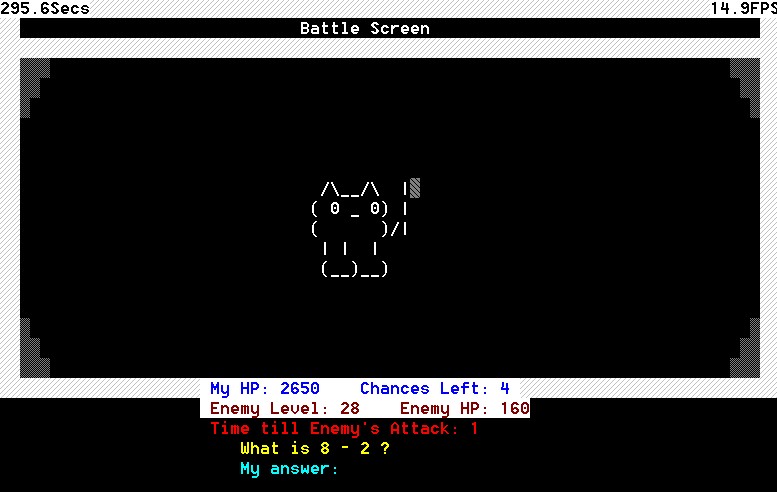 295.6Secs 14.9FPS
Battle Screen
My HP: 2650 Chances Left: 4
Enemy Level: 28 Enemy HP: 160
Time till Enemy's Attack: 1
What is 8 - 2 ?
My answer: